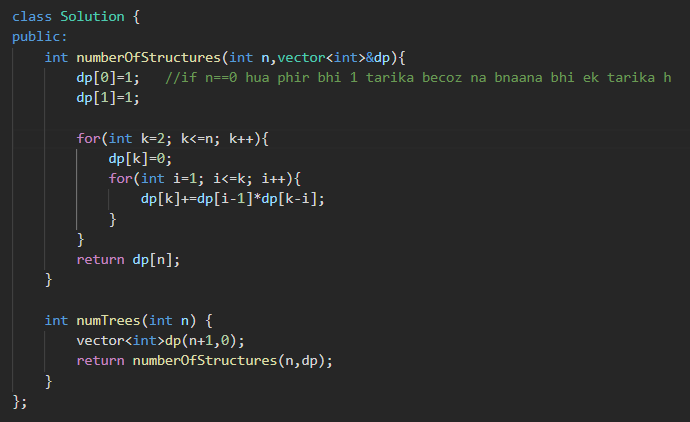 class Solution {
public:
    int numberOfStructures(int n,vector<int>&dp){
        dp[0]=1;   //if n==0 hua phir bhi 1 tarika becoz na bnaana bhi ek tarika h
        dp[1]=1;
        for(int k=2; k<=n; k++){
            dp[k]=0;
            for(int i=1; i<=k; i++){
                dp[k]+=dp[i-1]*dp[k-i];
            }
        }
        return dp[n];
    }
    int numTrees(int n) {
        vector<int>dp(n+1,0);
        return numberOfStructures(n,dp);
    }
};